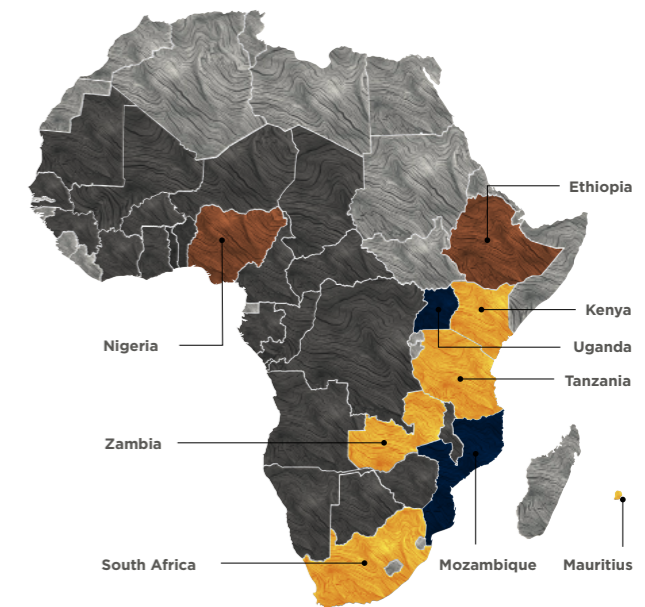 Ethiopia
Kenya
Nigeria
Uganda
Tanzania
Zambia
South Africa
Mozambique
Mauritius